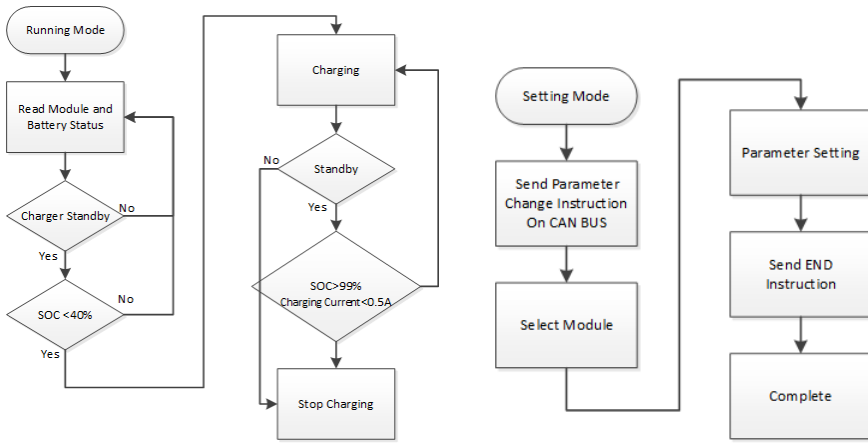 Running Mode
Read Module and
Battery Status
Charger Standby
No
Yes
SOC <40%
No
Yes
Charging
Standby
No
Yes
SOC>99%
Charging Current<0.5A
Stop Charging
Setting Mode
Send Parameter
Change Instruction
On CAN BUS
Select Module
Parameter Setting
Send END
Instruction
Complete